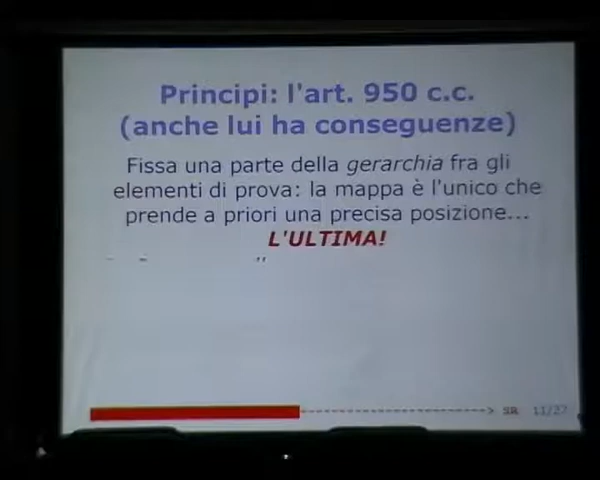 Principi: l'art. 950 c.c.
(anche lui ha conseguenze)
Fissa una parte della gerarchia fra gli
elementi di prova: la mappa è l'unico che
prende a priori una precisa posizione...
L'ULTIMA!
SR 11/27